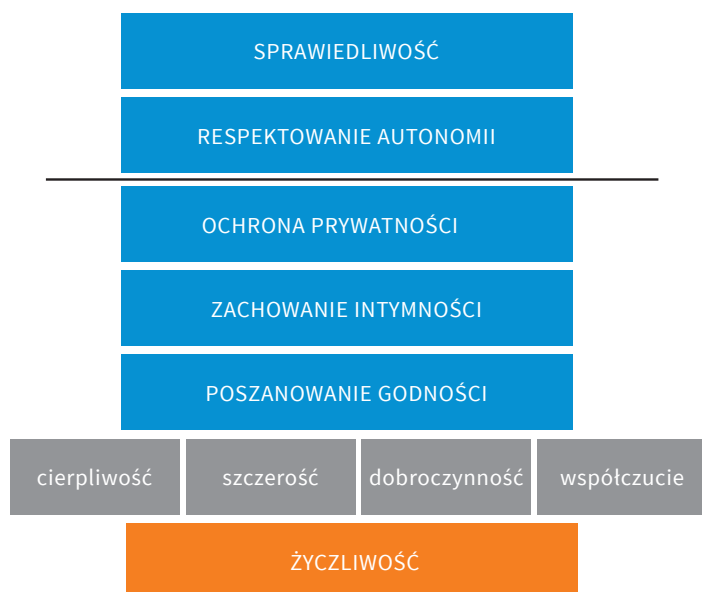 SPRAWIEDLIWOŚĆ
RESPEKTOWANIE AUTONOMII
OCHRONA PRYWATNOŚCI
ZACHOWANIE INTYMNOŚCI
POSZANOWANIE GODNOŚCI
cierpliwość szczerość dobroczynność współczucie
ŻYCZLIWOŚĆ